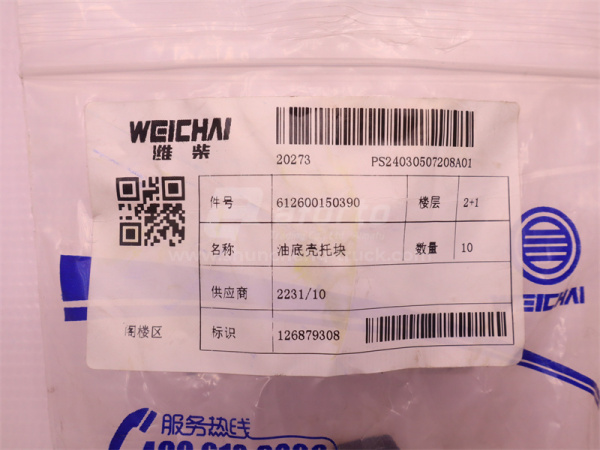 WEICHAI
潍柴
20273 PS24030507208A01
件号 612600150390 楼层 2+1
名称 油底壳托块 数量 10
供应商 2231/10
阁楼区 标识 126879308
WEICHAI
服务热线